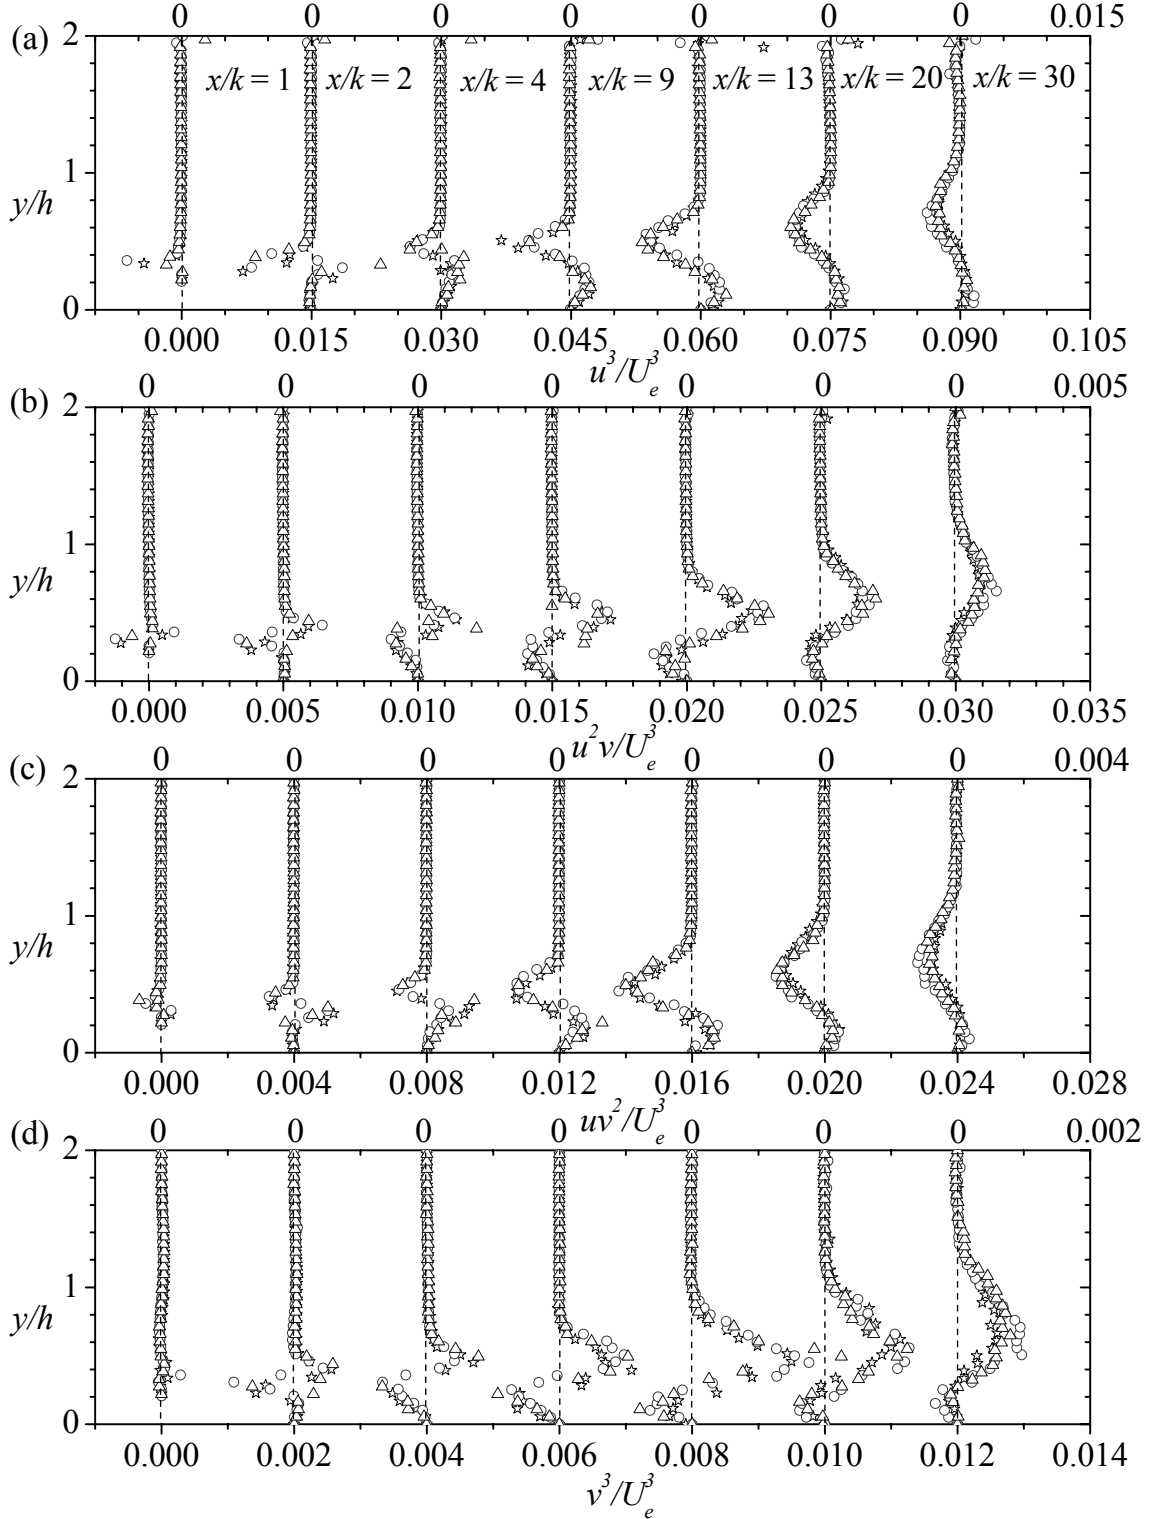 0 0 0 0 0 0 0 0.015
(a)
2
x/k = 1 x/k = 2 x/k = 4 x/k = 9 x/k = 13 x/k = 20 x/k = 30
1
y/h
0
0.000 0.015 0.030 0.045 0.060 0.075 0.090 0.105
u³/Uₑ³
0 0 0 0 0 0 0 0.005
(b)
2
1
y/h
0
0.000 0.005 0.010 0.015 0.020 0.025 0.030 0.035
u²v/Uₑ³
0 0 0 0 0 0 0 0.004
(c)
2
1
y/h
0
0.000 0.004 0.008 0.012 0.016 0.020 0.024 0.028
uv²/Uₑ³
0 0 0 0 0 0 0 0.002
(d)
2
1
y/h
0
0.000 0.002 0.004 0.006 0.008 0.010 0.012 0.014
v³/Uₑ³